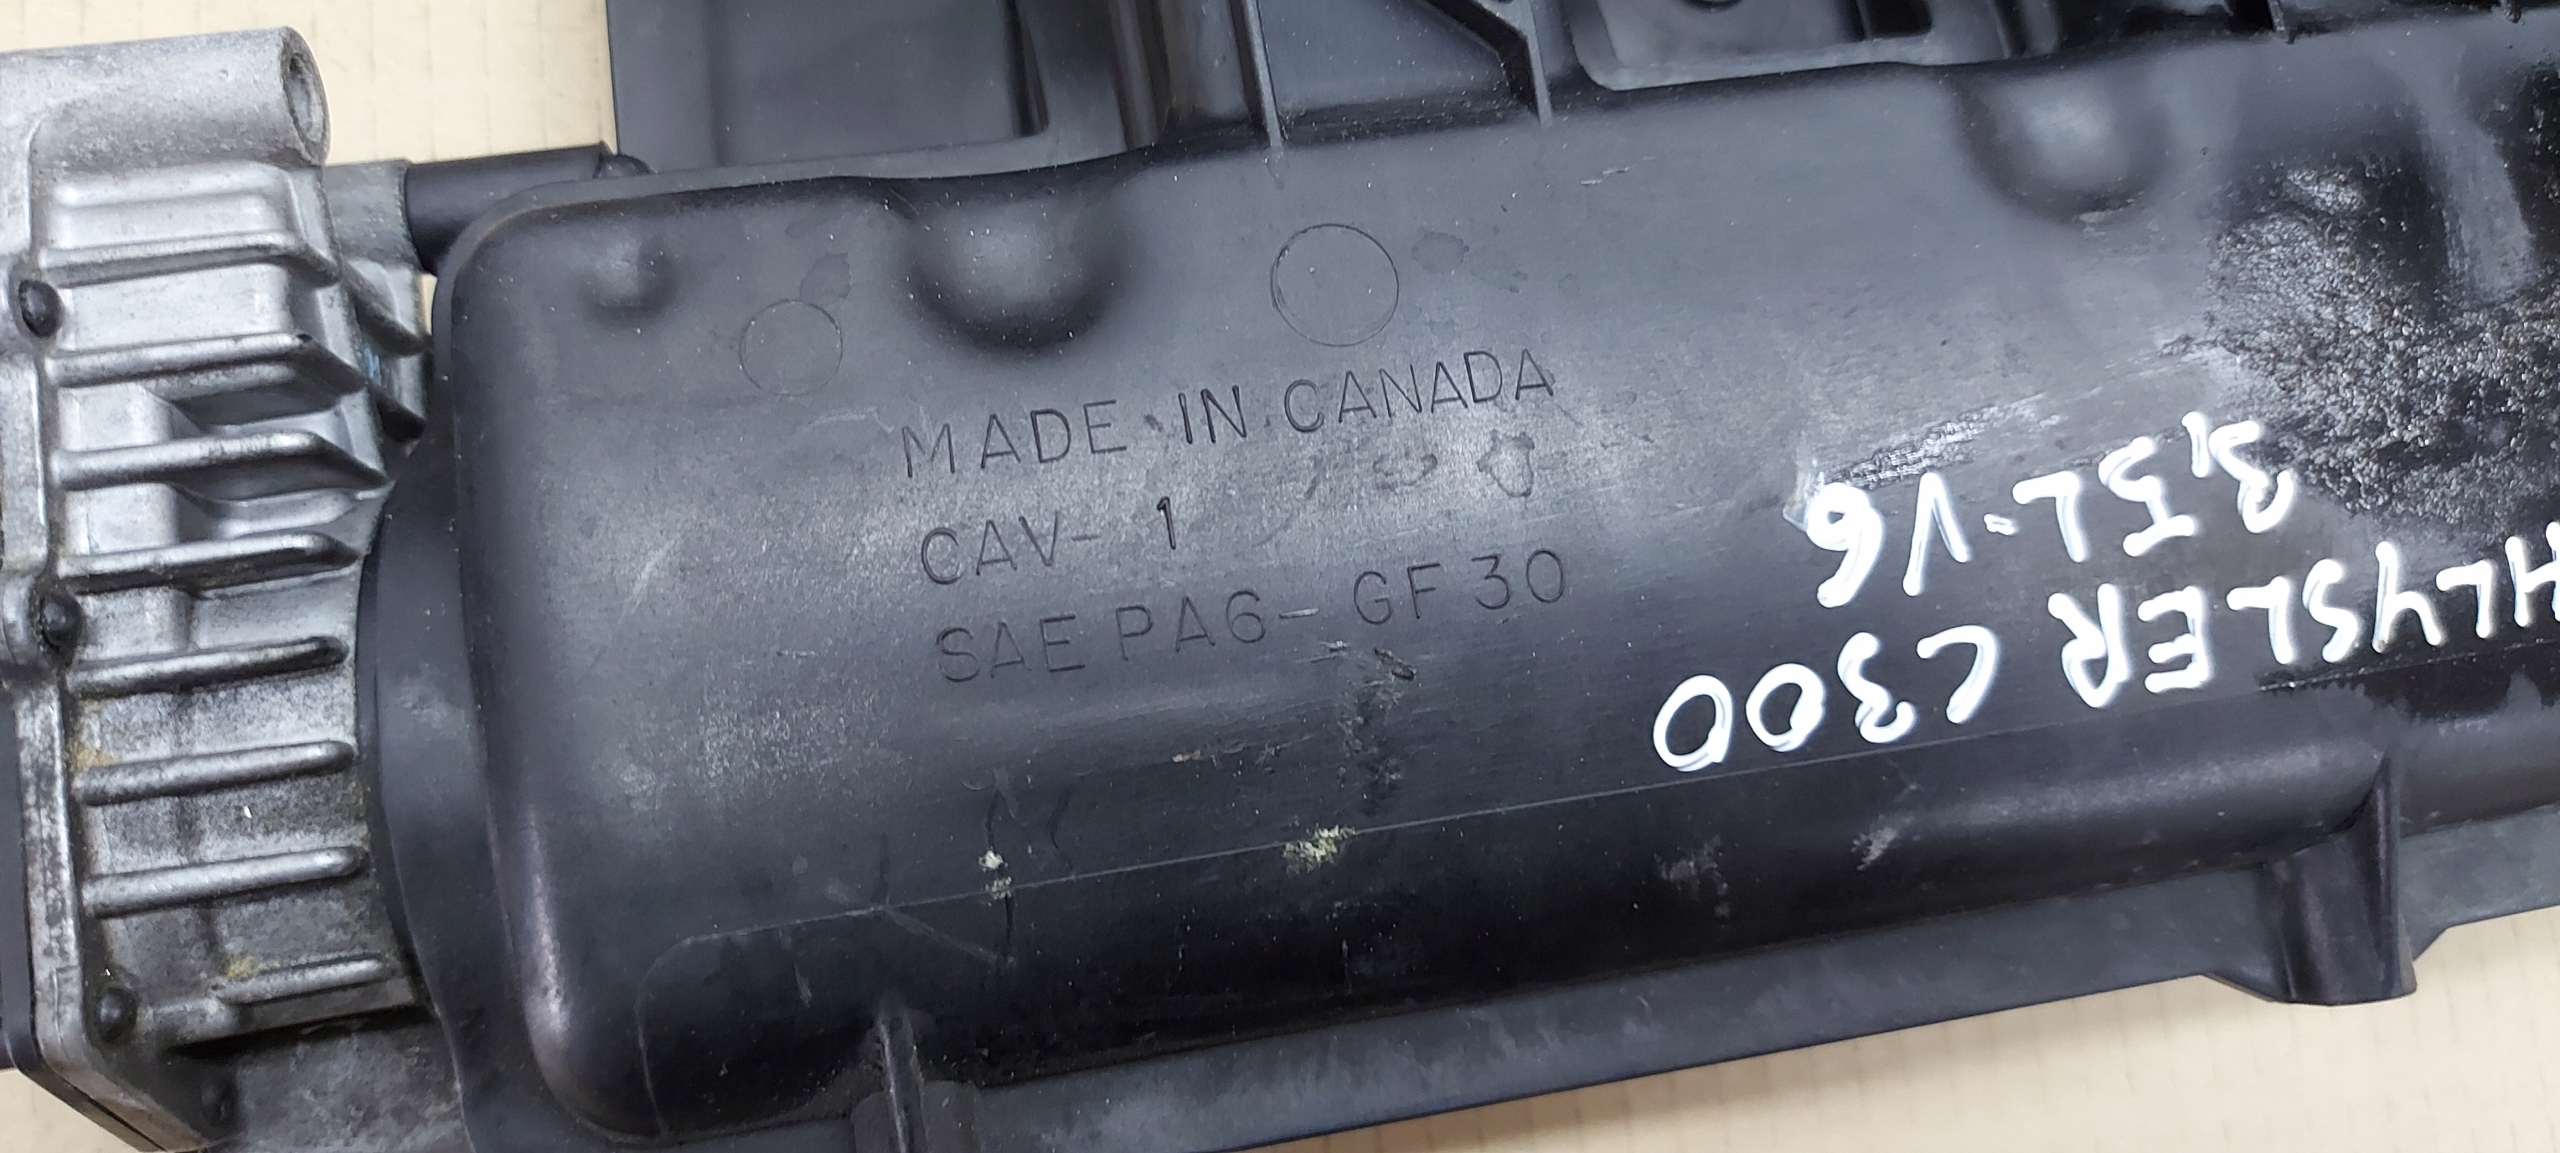 MADE IN CANADA
CAV- 1
SAE PA6- GF30
HLYSLER C300
3,5L-V6